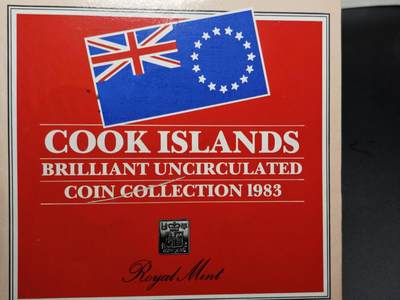 COOK ISLANDS
BRILLIANT UNCIRCULATED
COIN COLLECTION 1983
Royal Mint